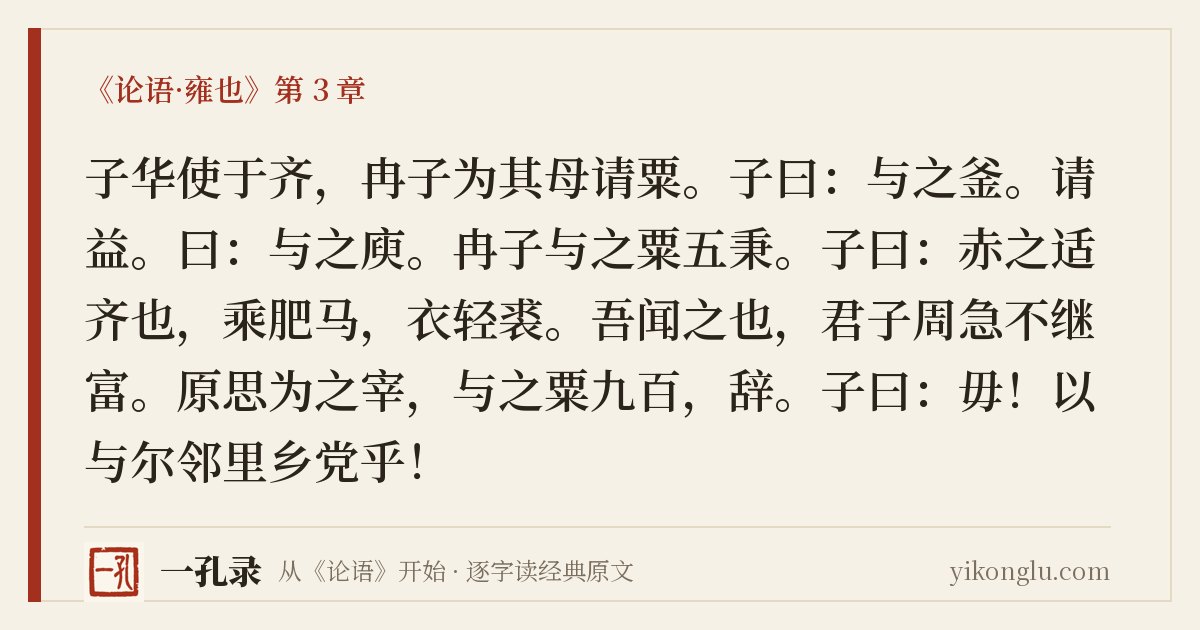 《论语·雍也》第 3 章
子华使于齐，冉子为其母请粟。子曰：与之釜。请
益。曰：与之庾。冉子与之粟五秉。子曰：赤之适
齐也，乘肥马，衣轻裘。吾闻之也，君子周急不继
富。原思为之宰，与之粟九百，辞。子曰：毋！以
与尔邻里乡党乎！
一孔
一孔录 从《论语》开始 · 逐字读经典原文 yikonglu.com